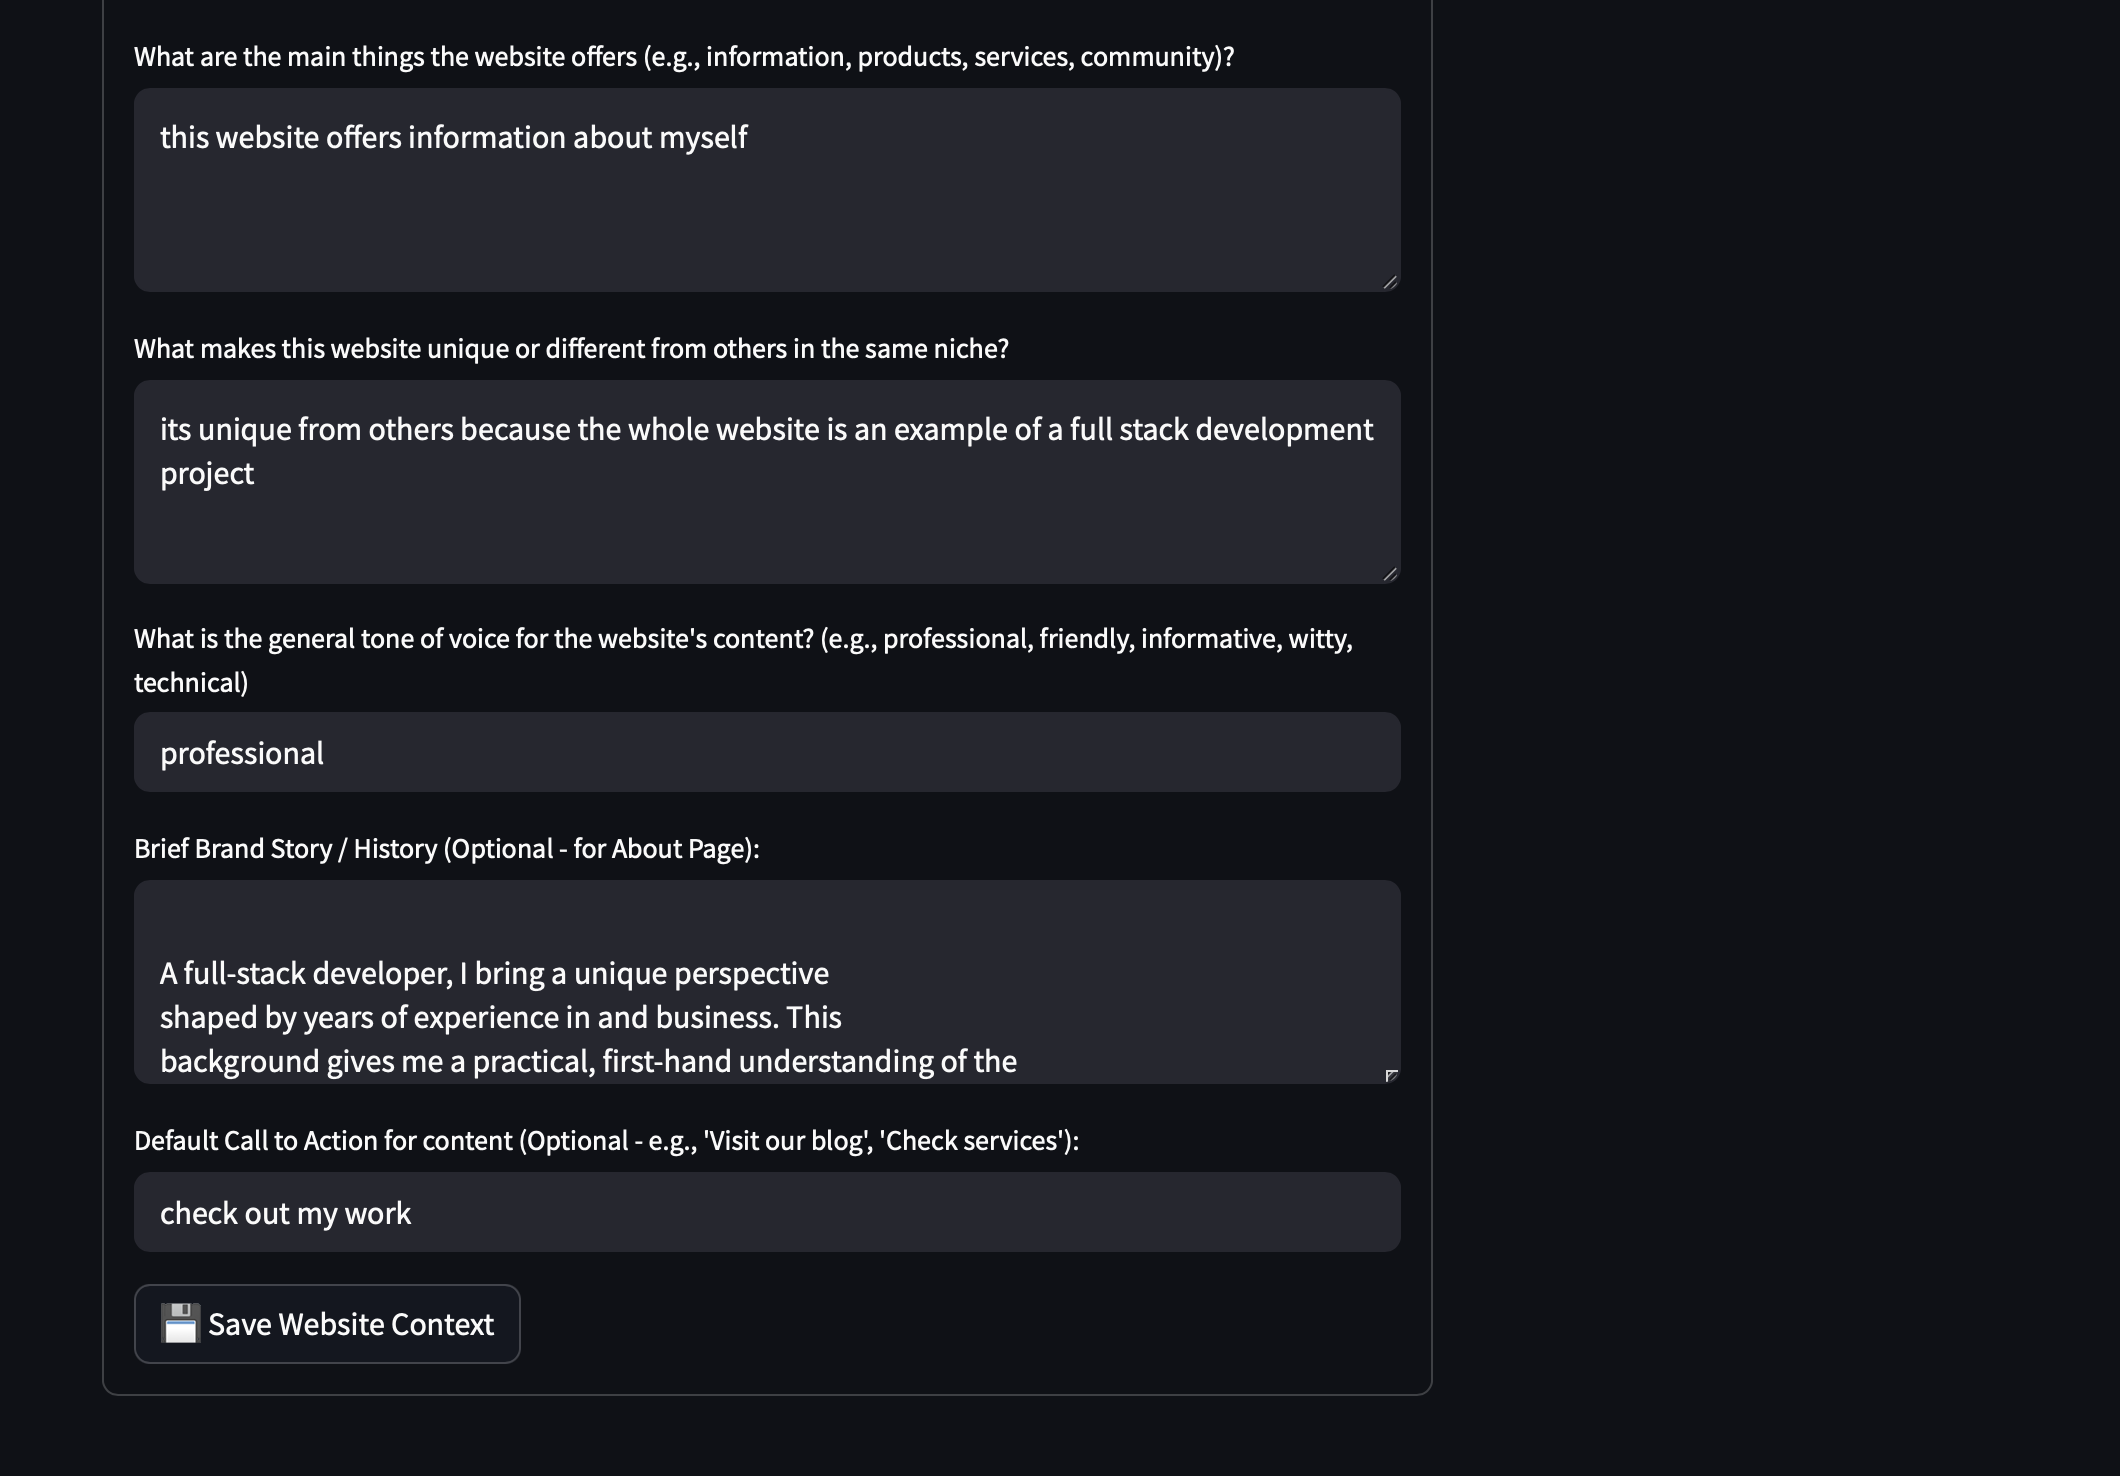 What are the main things the website offers (e.g., information, products, services, community)?
this website offers information about myself
What makes this website unique or different from others in the same niche?
its unique from others because the whole website is an example of a full stack development
project
What is the general tone of voice for the website's content? (e.g., professional, friendly, informative, witty,
technical)
professional
Brief Brand Story / History (Optional - for About Page):
A full-stack developer, I bring a unique perspective
shaped by years of experience in and business. This
background gives me a practical, first-hand understanding of the
Default Call to Action for content (Optional - e.g., 'Visit our blog', 'Check services'):
check out my work
💾 Save Website Context